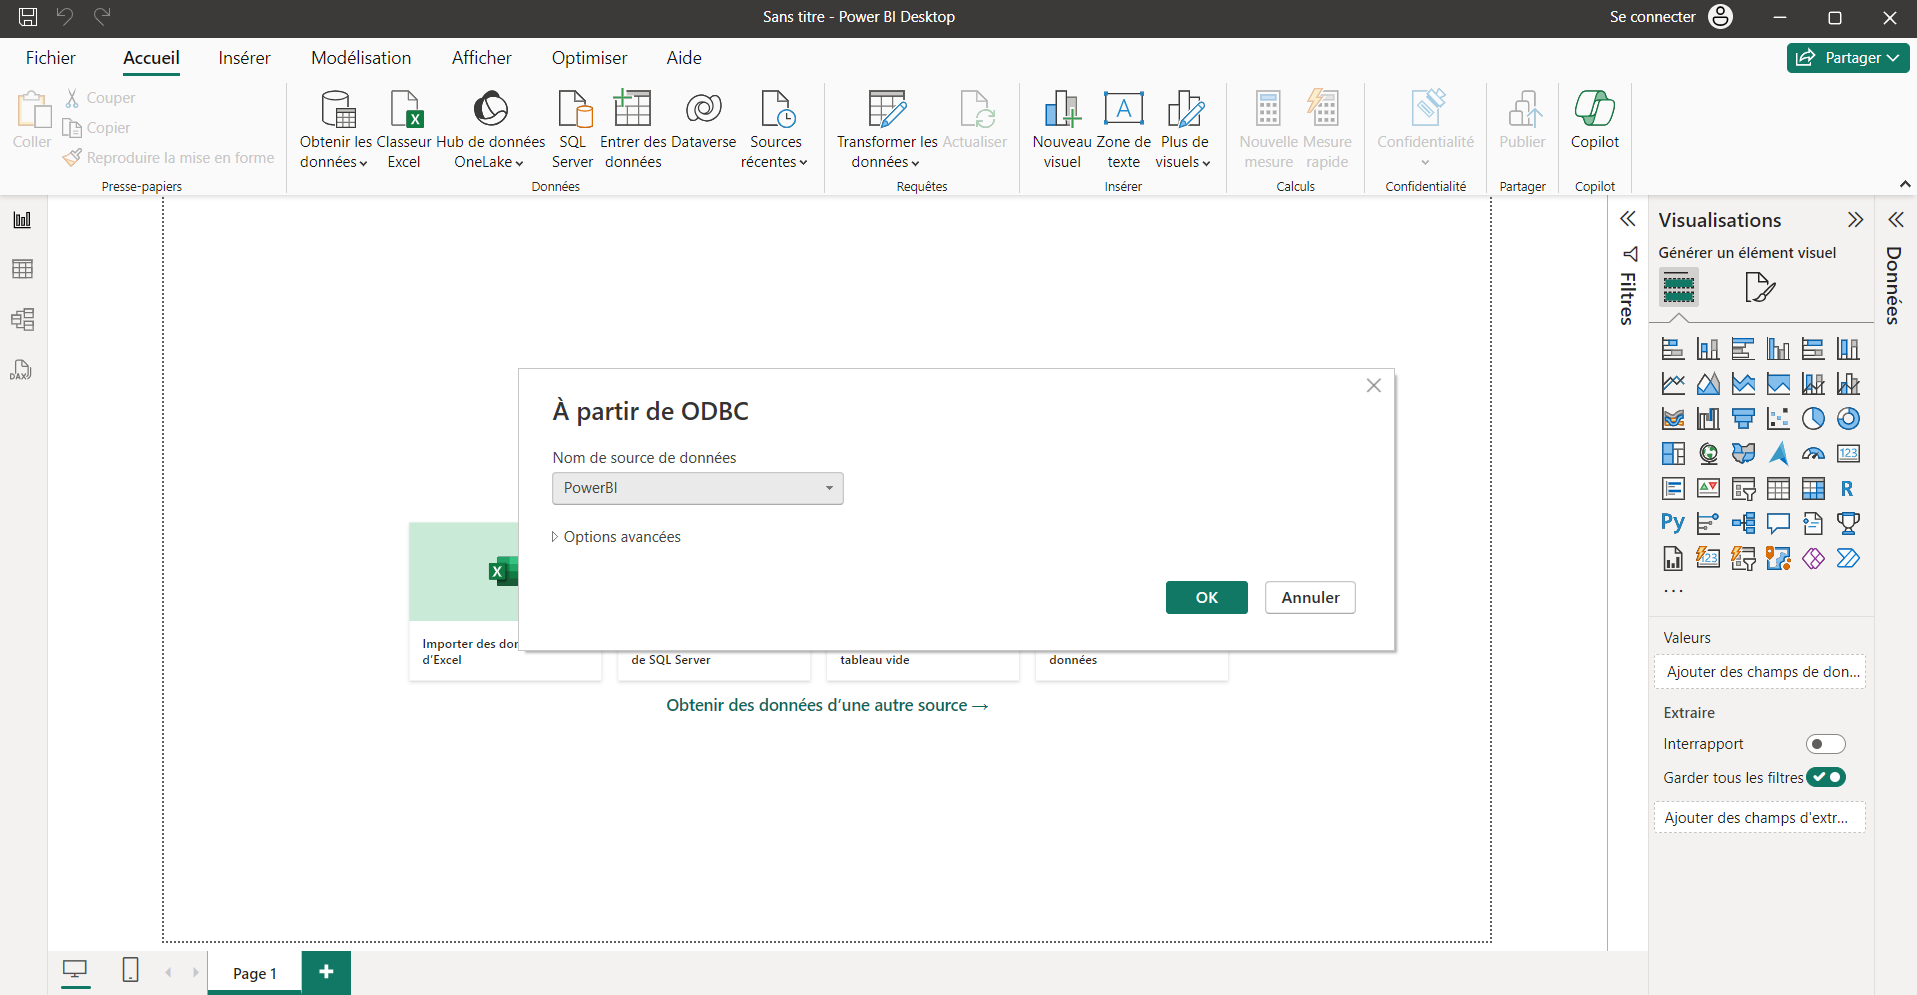 Sans titre - Power BI Desktop
Se connecter
Fichier
Accueil
Insérer
Modélisation
Afficher
Optimiser
Aide
Partager
Coller
Couper
Copier
Reproduire la mise en forme
Presse-papiers
Obtenir les
données
Classeur
Excel
Hub de données
OneLake
SQL
Server
Entrer des
données
Dataverse
Sources
récentes
Données
Transformer les
données
Actualiser
Requêtes
Nouveau
visuel
Zone de
texte
Plus de
visuels
Insérer
Nouvelle
mesure
Mesure
rapide
Calculs
Confidentialité
Confidentialité
Publier
Partager
Copilot
Copilot
À partir de ODBC
Nom de source de données
PowerBI
Options avancées
OK
Annuler
Importer des don
d’Excel
de SQL Server
tableau vide
données
Obtenir des données d’une autre source →
Filtres
Visualisations
Générer un élément visuel
123
R
Py
123
...
Valeurs
Ajouter des champs de don...
Extraire
Interrapport
Garder tous les filtres
Ajouter des champs d'extr...
Données
DAX
Page 1